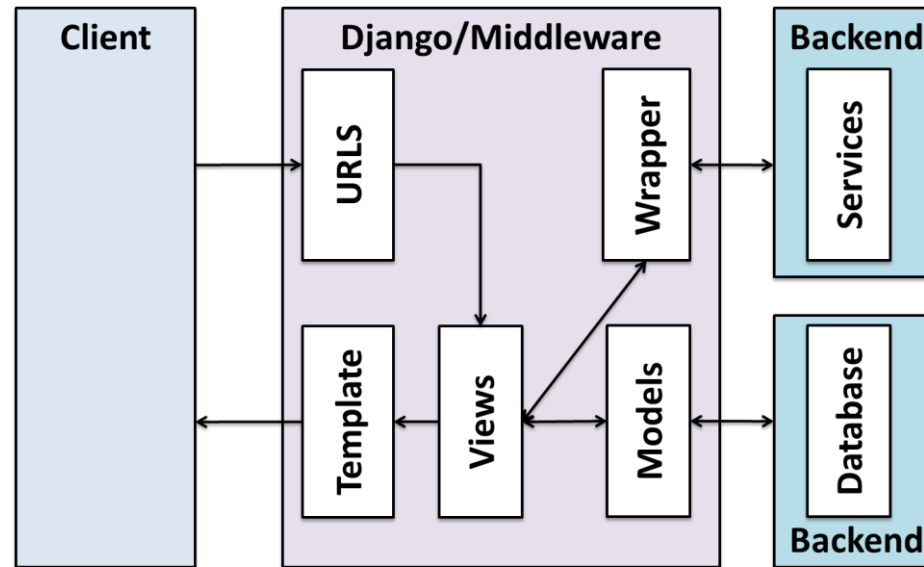 Client
Django/Middleware
Backend
URLS
Wrapper
Services
Template
Views
Models
Database
Backend